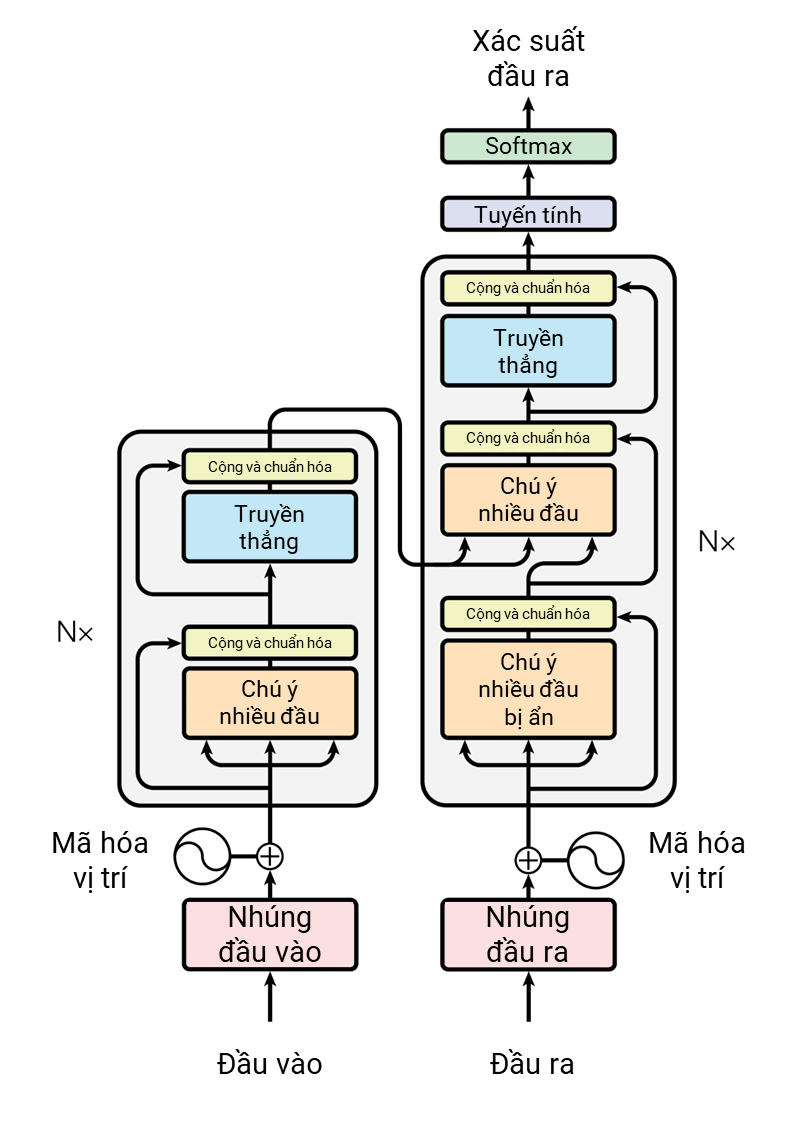 Xác suất
đầu ra
Softmax
Tuyến tính
Cộng và chuẩn hóa
Truyền
thẳng
Cộng và chuẩn hóa
Chú ý
nhiều đầu
Nx
Cộng và chuẩn hóa
Chú ý
nhiều đầu
bị ẩn
Cộng và chuẩn hóa
Truyền
thẳng
Nx
Cộng và chuẩn hóa
Chú ý
nhiều đầu
Mã hóa
vị trí
Mã hóa
vị trí
Nhúng
đầu vào
Nhúng
đầu ra
Đầu vào
Đầu ra